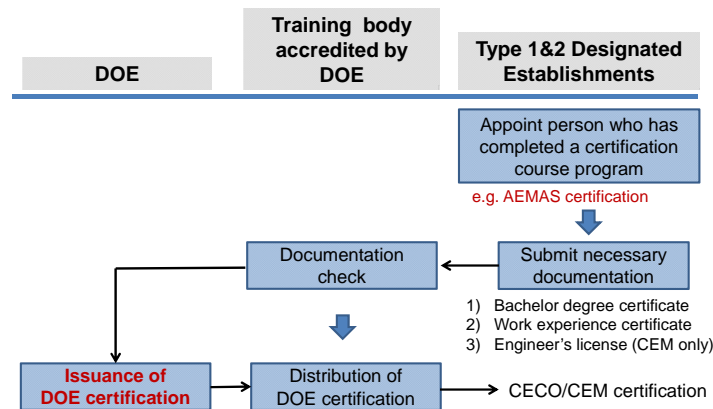 DOE
Training body
accredited by
DOE
Type 1&2 Designated
Establishments
Appoint person who has
completed a certification
course program
e.g. AEMAS certification
Documentation
check
Submit necessary
documentation
1) Bachelor degree certificate
2) Work experience certificate
3) Engineer's license (CEM only)
Issuance of
DOE certification
Distribution of
DOE certification
CECO/CEM certification